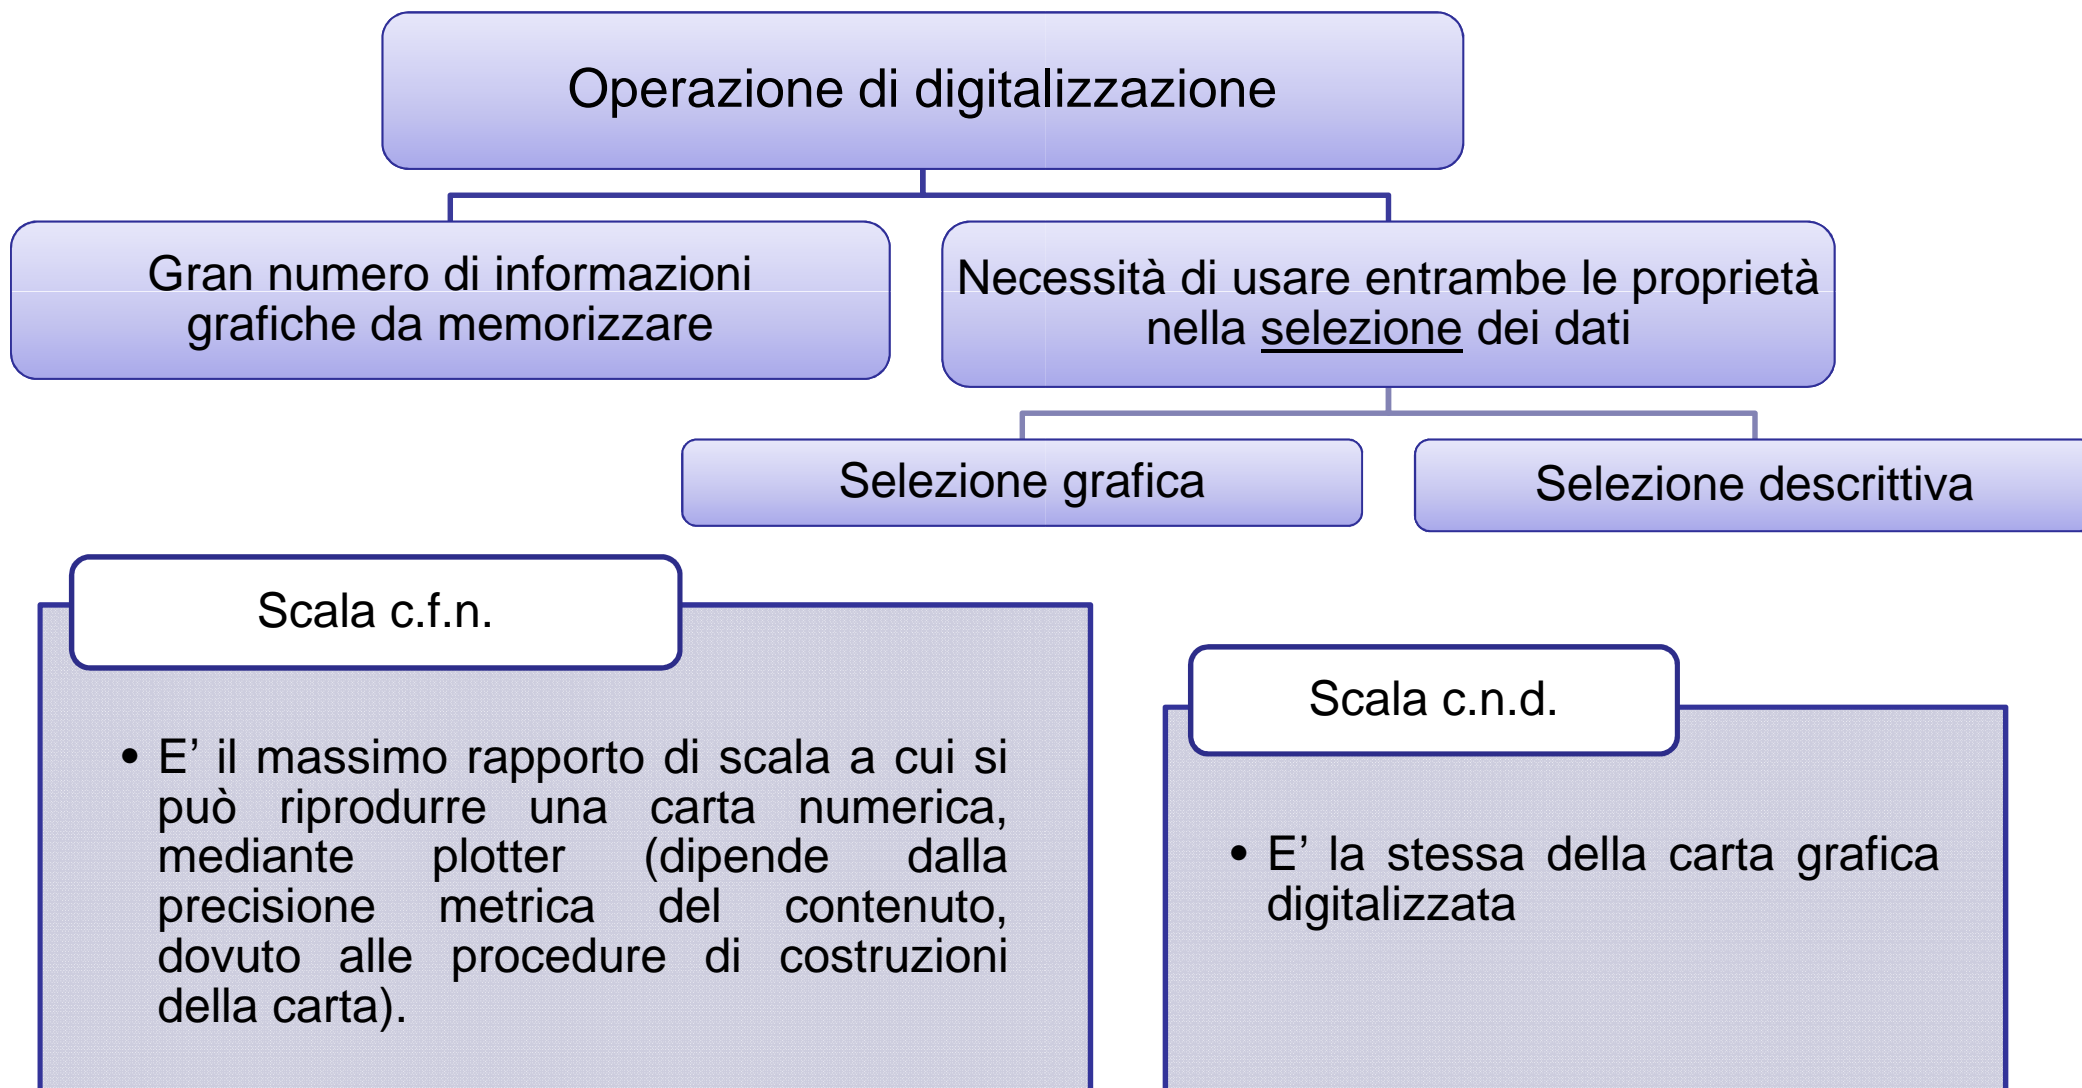 Operazione di digitalizzazione
Gran numero di informazioni
grafiche da memorizzare
Necessità di usare entrambe le proprietà
nella selezione dei dati
Selezione grafica
Selezione descrittiva
Scala c.f.n.
• E’ il massimo rapporto di scala a cui si
può riprodurre una carta numerica,
mediante plotter (dipende dalla
precisione metrica del contenuto,
dovuto alle procedure di costruzioni
della carta).
Scala c.n.d.
• E’ la stessa della carta grafica
digitalizzata